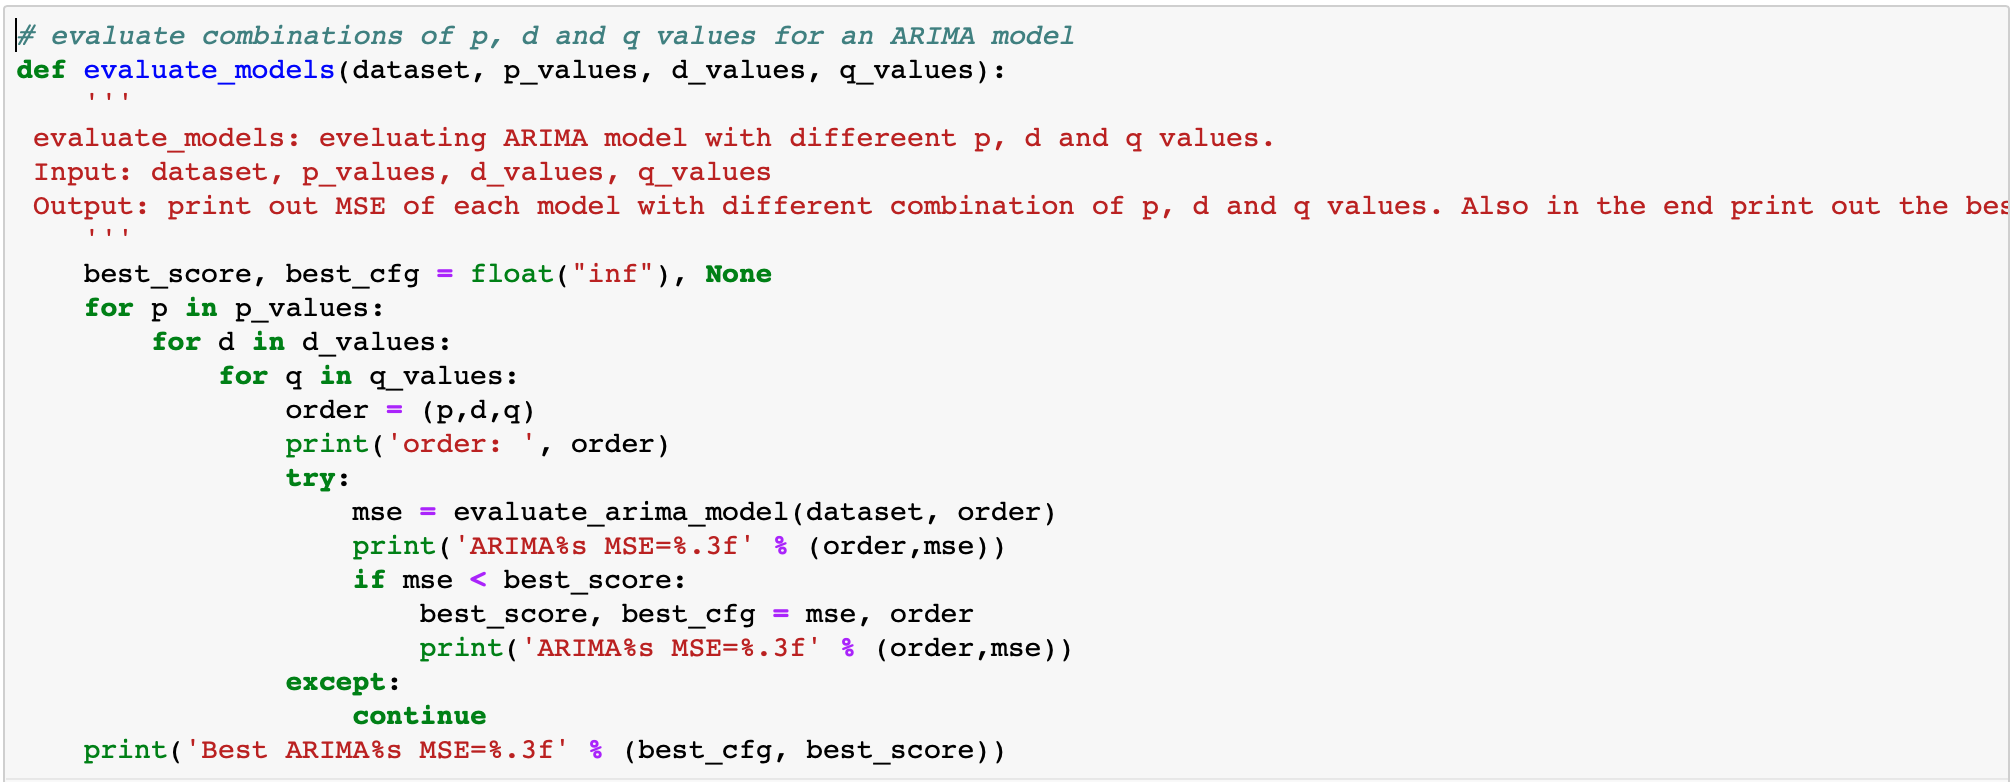 # evaluate combinations of p, d and q values for an ARIMA model
def evaluate_models(dataset, p_values, d_values, q_values):
    '''
 evaluate_models: eveluating ARIMA model with differeent p, d and q values.
 Input: dataset, p_values, d_values, q_values
 Output: print out MSE of each model with different combination of p, d and q values. Also in the end print out the bes
    '''
    best_score, best_cfg = float("inf"), None
    for p in p_values:
        for d in d_values:
            for q in q_values:
                order = (p,d,q)
                print('order: ', order)
                try:
                    mse = evaluate_arima_model(dataset, order)
                    print('ARIMA%s MSE=%.3f' % (order,mse))
                    if mse < best_score:
                        best_score, best_cfg = mse, order
                        print('ARIMA%s MSE=%.3f' % (order,mse))
                except:
                    continue
    print('Best ARIMA%s MSE=%.3f' % (best_cfg, best_score))